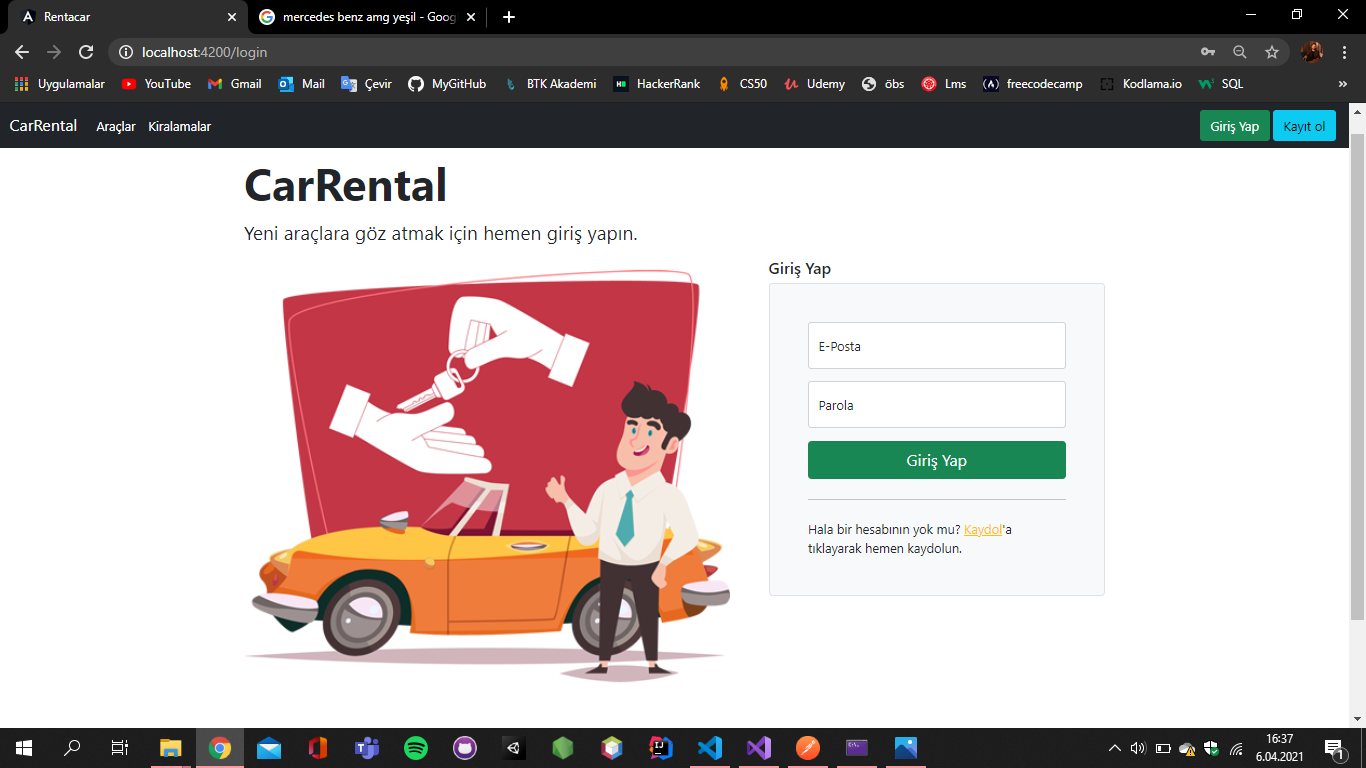 Rentacar
mercedes benz amg yeşil - Goog
localhost:4200/login
Uygulamalar YouTube Gmail Mail Çevir MyGitHub BTK Akademi HackerRank CS50 Udemy öbs Lms freecodecamp Kodlama.io SQL »
CarRental Araçlar Kiralamalar Giriş Yap Kayıt ol
CarRental
Yeni araçlara göz atmak için hemen giriş yapın.
Giriş Yap
E-Posta
Parola
Giriş Yap
Hala bir hesabının yok mu? Kaydol'a
tıklayarak hemen kaydolun.
16:37
6.04.2021
1